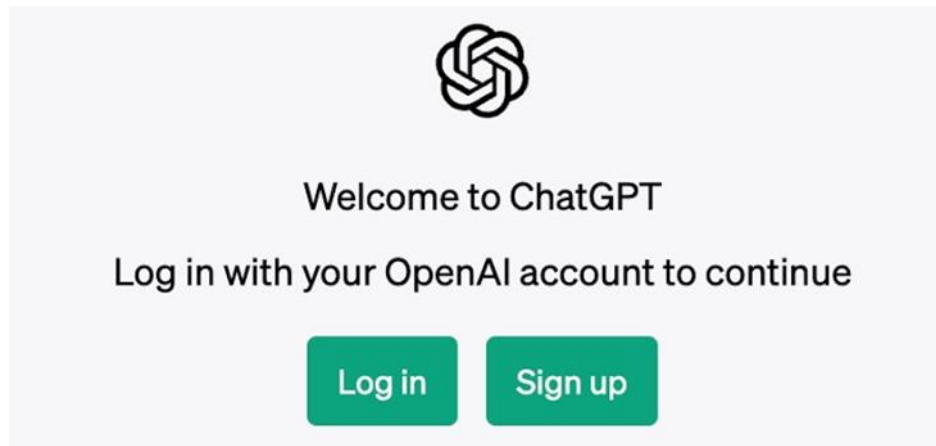 Welcome to ChatGPT
Log in with your OpenAI account to continue
Log in Sign up